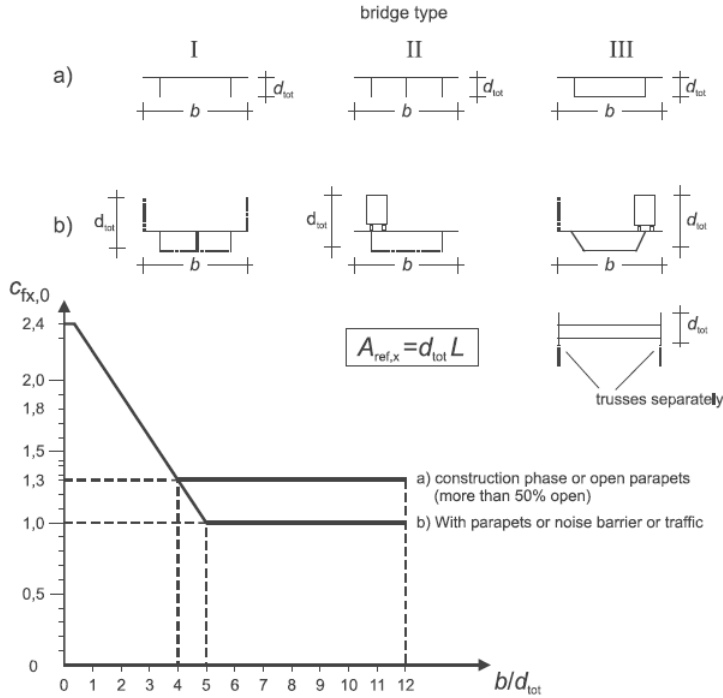 bridge type
I II III
a)
d_tot d_tot d_tot
b b b
b)
d_tot d_tot d_tot
b b b
c_fx,0
d_tot
A_ref,x = d_tot L
trusses separately
2,4
2,0
1,8
1,5
1,3
a) construction phase or open parapets
(more than 50% open)
1,0
b) With parapets or noise barrier or traffic
0,5
0
0 1 2 3 4 5 6 7 8 9 10 11 12
b/d_tot